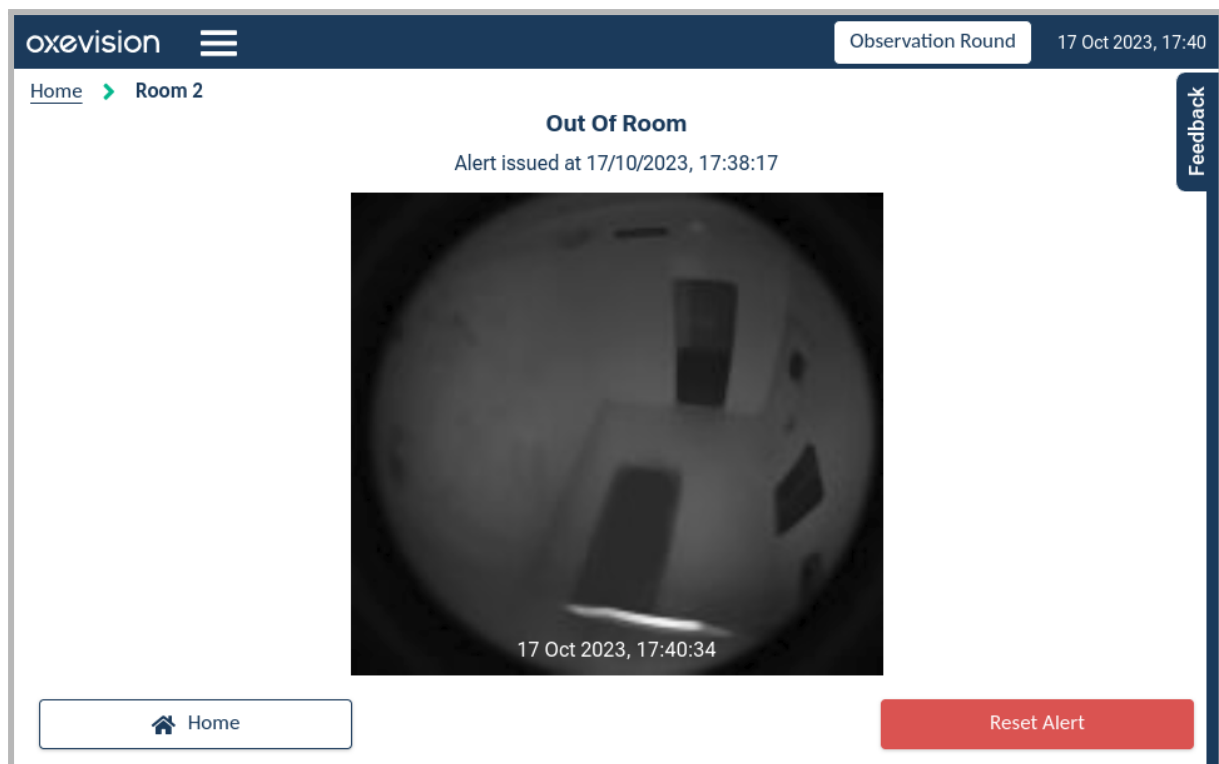 oxevision
Observation Round
17 Oct 2023, 17:40
Home > Room 2
Feedback
Out Of Room
Alert issued at 17/10/2023, 17:38:17
17 Oct 2023, 17:40:34
Home
Reset Alert